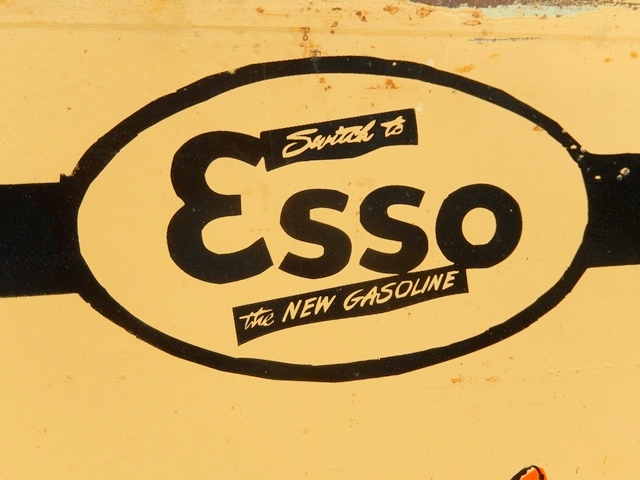 Switch to
Esso
the NEW GASOLINE